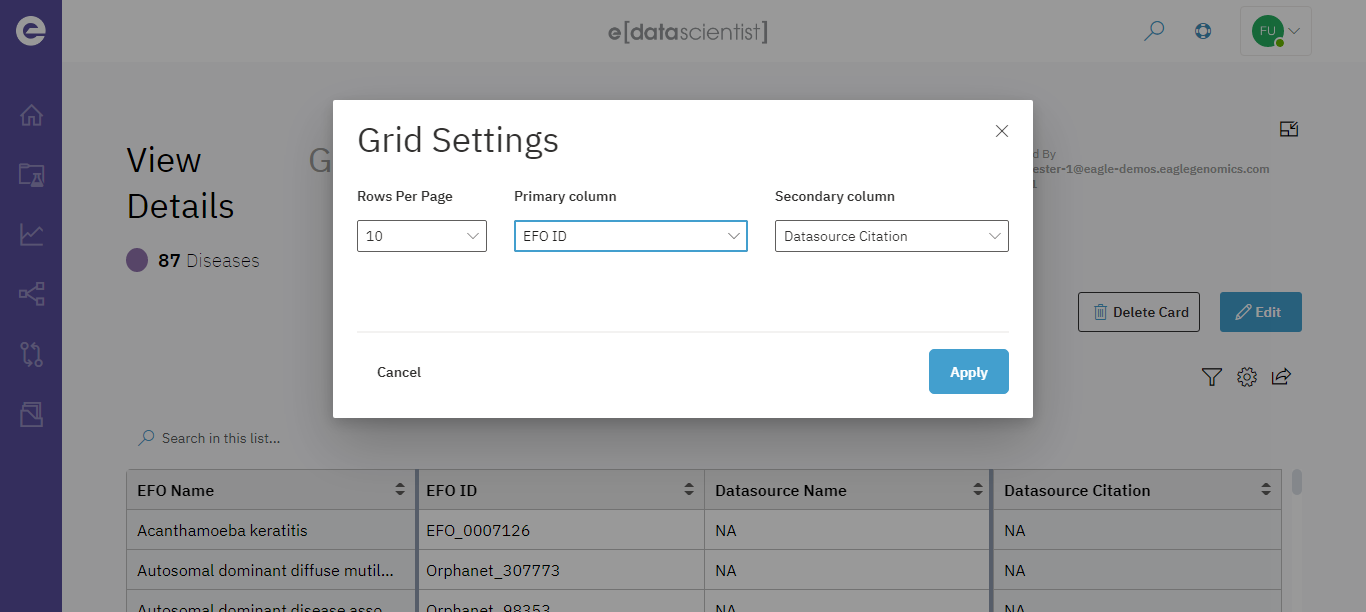 e[datascientist]
FU
Grid Settings
View
Details
G
d By
ester-1@eagle-demos.eaglegenomics.com
Rows Per Page
Primary column
Secondary column
10
EFO ID
Datasource Citation
87 Diseases
Delete Card
Edit
Cancel
Apply
Search in this list...
EFO Name
EFO ID
Datasource Name
Datasource Citation
Acanthamoeba keratitis
EFO_0007126
NA
NA
Autosomal dominant diffuse mutil...
Orphanet_307773
NA
NA
Autosomal dominant disease asso
Orphanet_98353
NA
NA